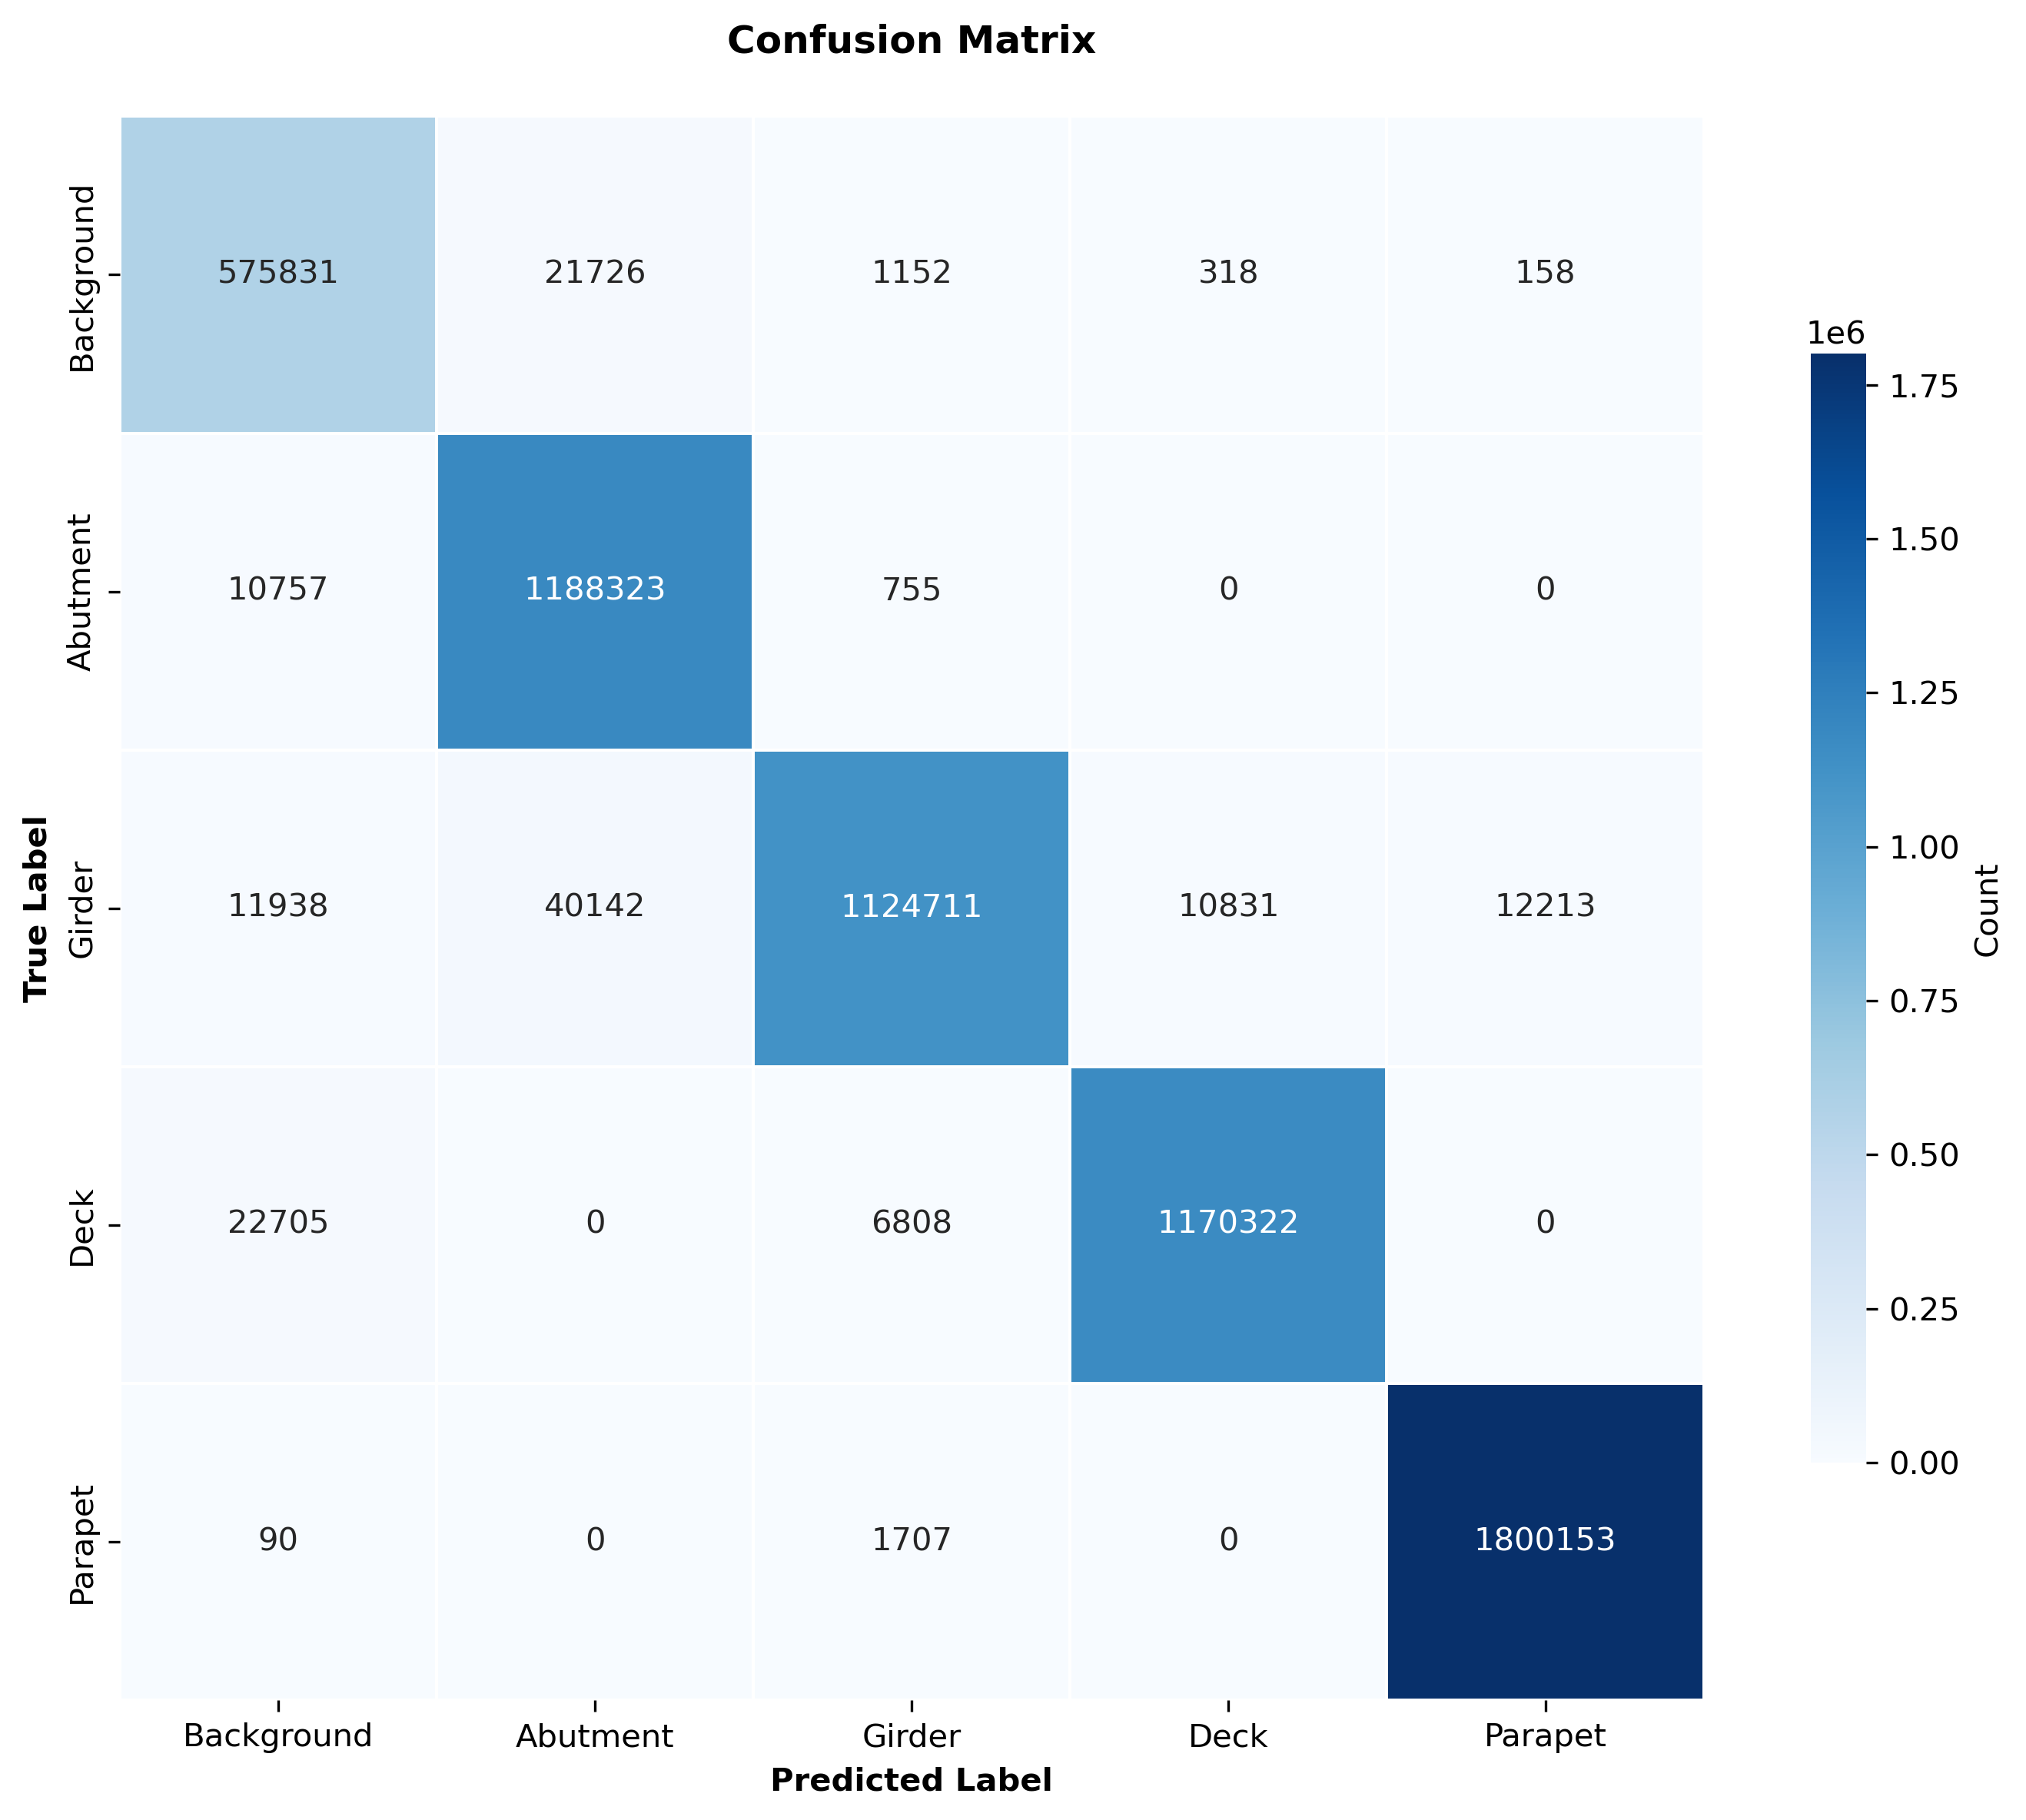 Confusion Matrix
Background
575831 21726 1152 318 158
Abutment
10757 1188323 755 0 0
Girder
11938 40142 1124711 10831 12213
Deck
22705 0 6808 1170322 0
Parapet
90 0 1707 0 1800153
Background Abutment Girder Deck Parapet
Predicted Label
True Label
1e6
1.75
1.50
1.25
1.00
0.75
0.50
0.25
0.00
Count